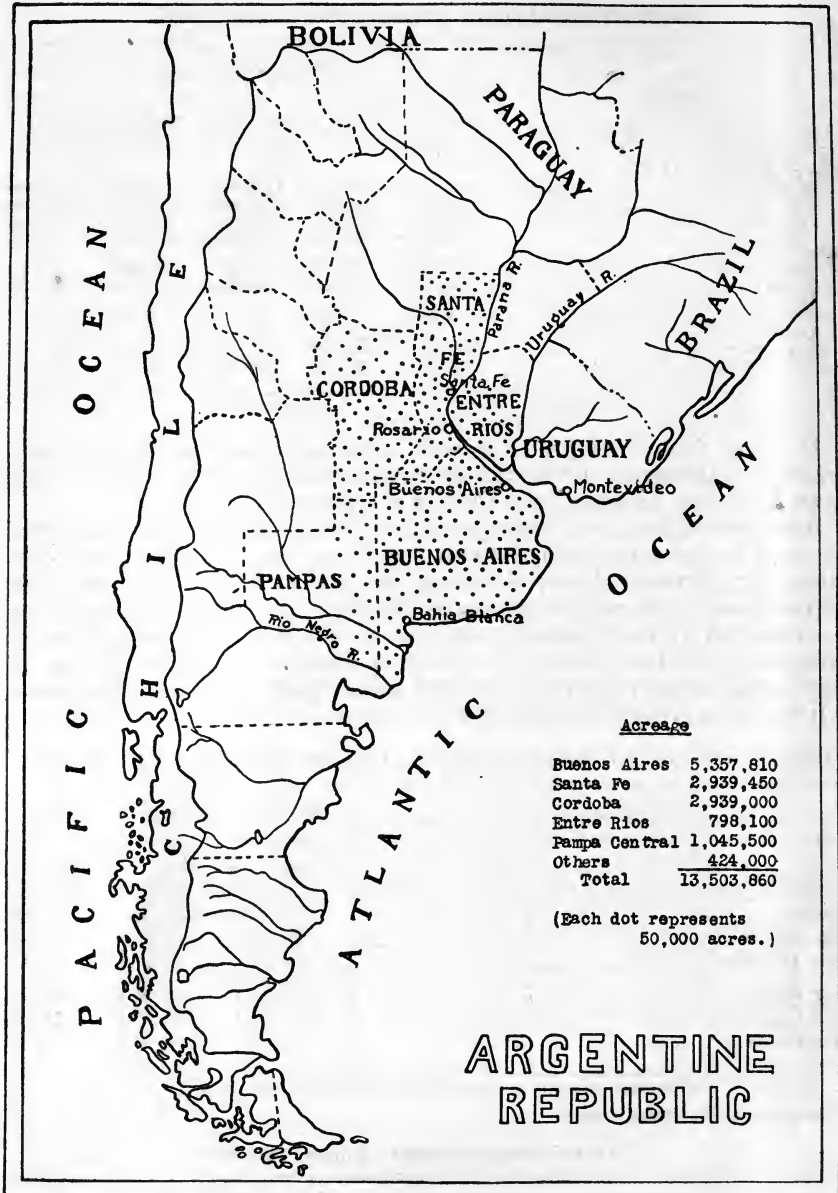 BOLIVIA
PARAGUAY
OCEAN
CHILE
SANTA
FE
Parana R.
Uruguay R.
BRAZIL
CORDOBA
Santa Fe
ENTRE
RIOS
Rosario
URUGUAY
Buenos Aires
Montevideo
BUENOS AIRES
PAMPAS
OCEAN
Bahia Blanca
Rio Negro R.
PACIFIC
ATLANTIC
Acreage
Buenos Aires 5,357,810
Santa Fe 2,939,450
Cordoba 2,939,000
Entre Rios 798,100
Pampa Central 1,045,500
Others 424,000
Total 13,503,860
(Each dot represents
50,000 acres.)
ARGENTINE
REPUBLIC